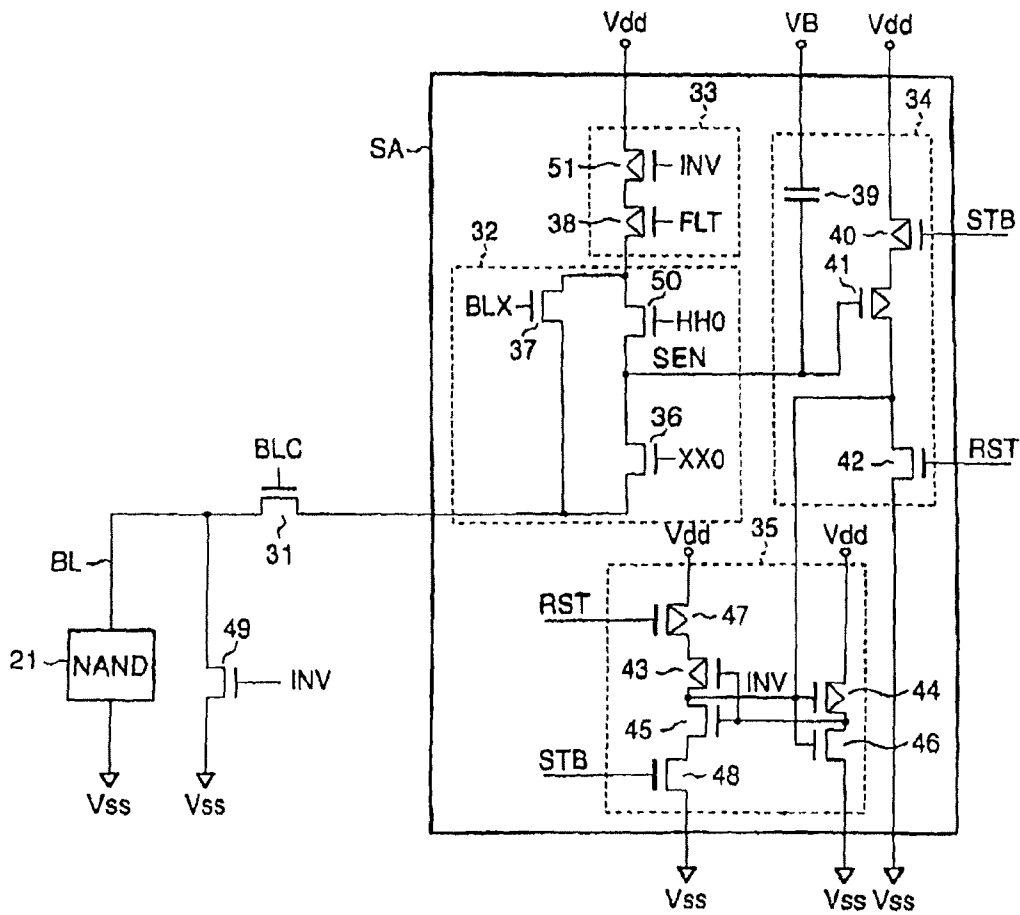 Vdd
VB
Vdd
33
34
SA
51
INV
39
38
FLT
40
STB
32
41
50
BLX
HH0
37
SEN
36
BLC
XX0
42
RST
31
Vdd
35
Vdd
BL
RST
47
49
43
INV
44
21
NAND
INV
45
46
STB
48
Vss
Vss
Vss
Vss
Vss